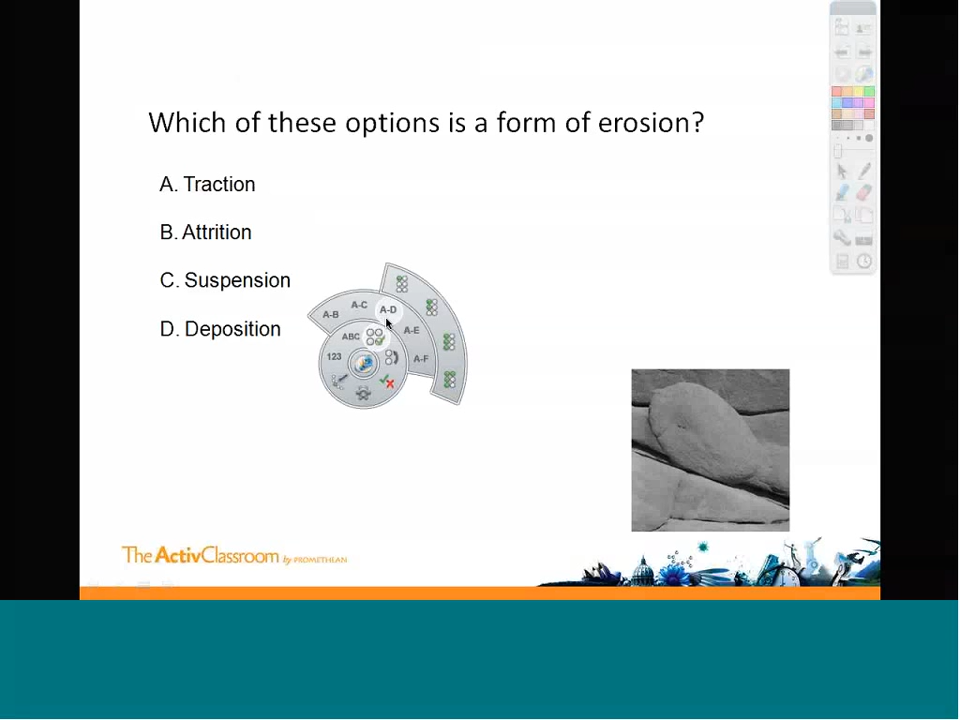 Which of these options is a form of erosion?
A. Traction
B. Attrition
C. Suspension
D. Deposition
A-B
A-C
A-D
A-E
A-F
ABC
123
The ActivClassroom by PROMETHEAN